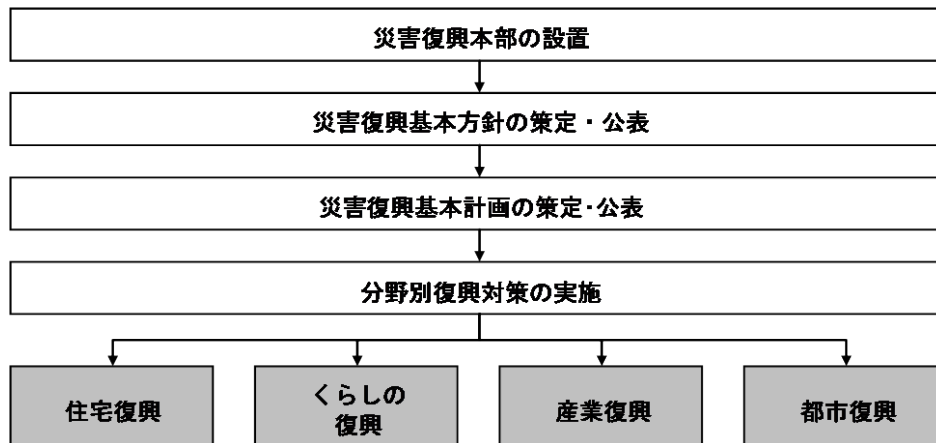 災害復興本部の設置
災害復興基本方針の策定・公表
災害復興基本計画の策定・公表
分野別復興対策の実施
住宅復興
くらしの
復興
産業復興
都市復興